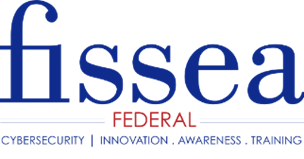 fissea
FEDERAL
CYBERSECURITY | INNOVATION . AWARENESS . TRAINING